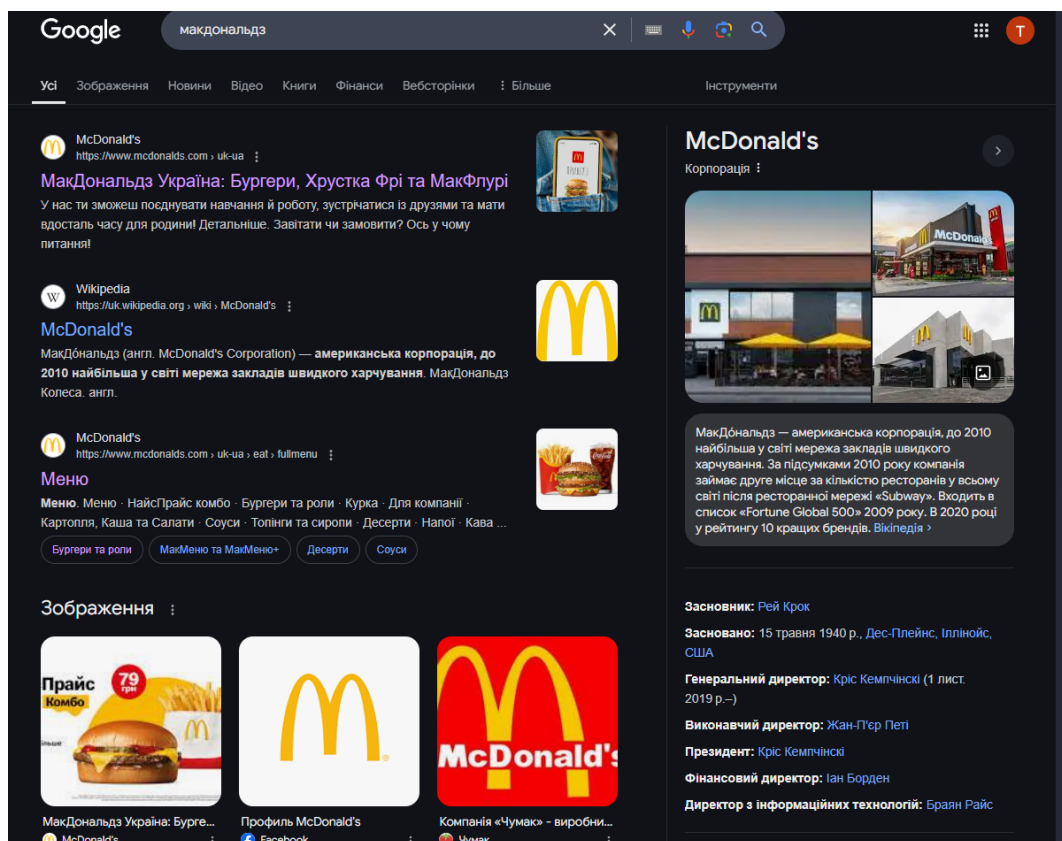 Google
макдональдз
T
Усі Зображення Новини Відео Книги Фінанси Вебсторінки Більше Інструменти
McDonald's
https://www.mcdonalds.com › uk-ua
МакДональдз Україна: Бургери, Хрустка Фрі та МакФлурі
У нас ти зможеш поєднувати навчання й роботу, зустрічатися із друзями та мати
вдосталь часу для родини! Детальніше. Завітати чи замовити? Ось у чому
питання!
W
Wikipedia
https://uk.wikipedia.org › wiki › McDonald's
McDonald's
МакДо́нальдз (англ. McDonald's Corporation) — американська корпорація, до
2010 найбільша у світі мережа закладів швидкого харчування. МакДональдз
Колеса. англ.
McDonald's
https://www.mcdonalds.com › uk-ua › eat › fullmenu
Меню
Меню. Меню · НайсПрайс комбо · Бургери та роли · Курка · Для компанії ·
Картопля, Каша та Салати · Соуси · Топінги та сиропи · Десерти · Напої · Кава ...
Бургери та роли МакМеню та МакМеню+ Десерти Соуси
Зображення
Прайс
Комбо
79
грн
McDonald's
МакДональдз Україна: Бурге... Профиль McDonald's Компанія «Чумак» - виробни...
McDonald's Facebook Чумак
McDonald's
Корпорація
McDonald's
МакДо́нальдз — американська корпорація, до 2010
найбільша у світі мережа закладів швидкого
харчування. За підсумками 2010 року компанія
займає друге місце за кількістю ресторанів у всьому
світі після ресторанної мережі «Subway». Входить в
список «Fortune Global 500» 2009 року. В 2020 році
у рейтингу 10 кращих брендів. Вікіпедія ›
Засновник: Рей Крок
Засновано: 15 травня 1940 р., Дес-Плейнс, Іллінойс,
США
Генеральний директор: Кріс Кемпчінскі (1 лист.
2019 р.–)
Виконавчий директор: Жан-П'єр Петі
Президент: Кріс Кемпчінскі
Фінансовий директор: Іан Борден
Директор з інформаційних технологій: Браян Райс